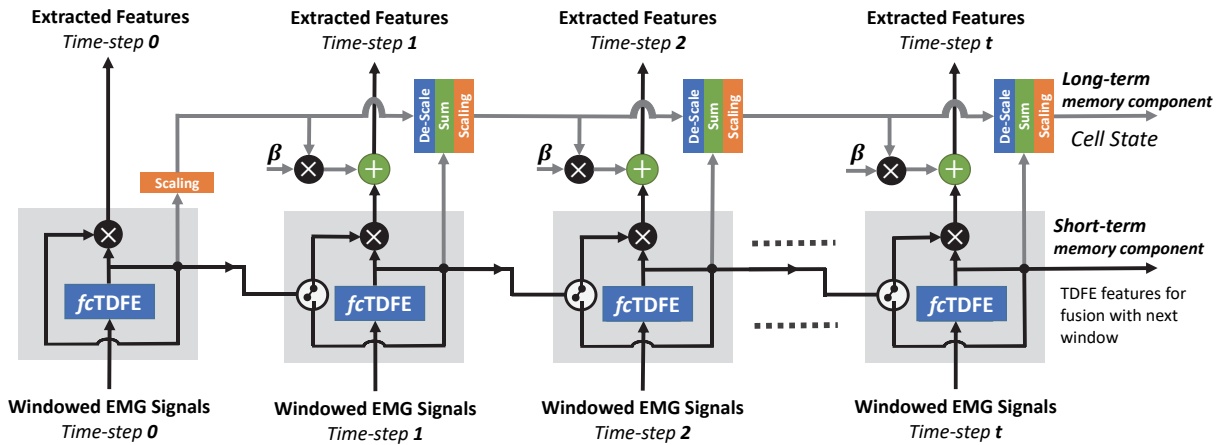 Extracted Features
Time-step 0
Extracted Features
Time-step 1
Extracted Features
Time-step 2
Extracted Features
Time-step t
De-Scale
Sum
Scaling
De-Scale
Sum
Scaling
De-Scale
Sum
Scaling
Long-term
memory component
Cell State
β
β
β
Scaling
Short-term
memory component
fcTDFE
fcTDFE
fcTDFE
fcTDFE
TDFE features for
fusion with next
window
Windowed EMG Signals
Time-step 0
Windowed EMG Signals
Time-step 1
Windowed EMG Signals
Time-step 2
Windowed EMG Signals
Time-step t